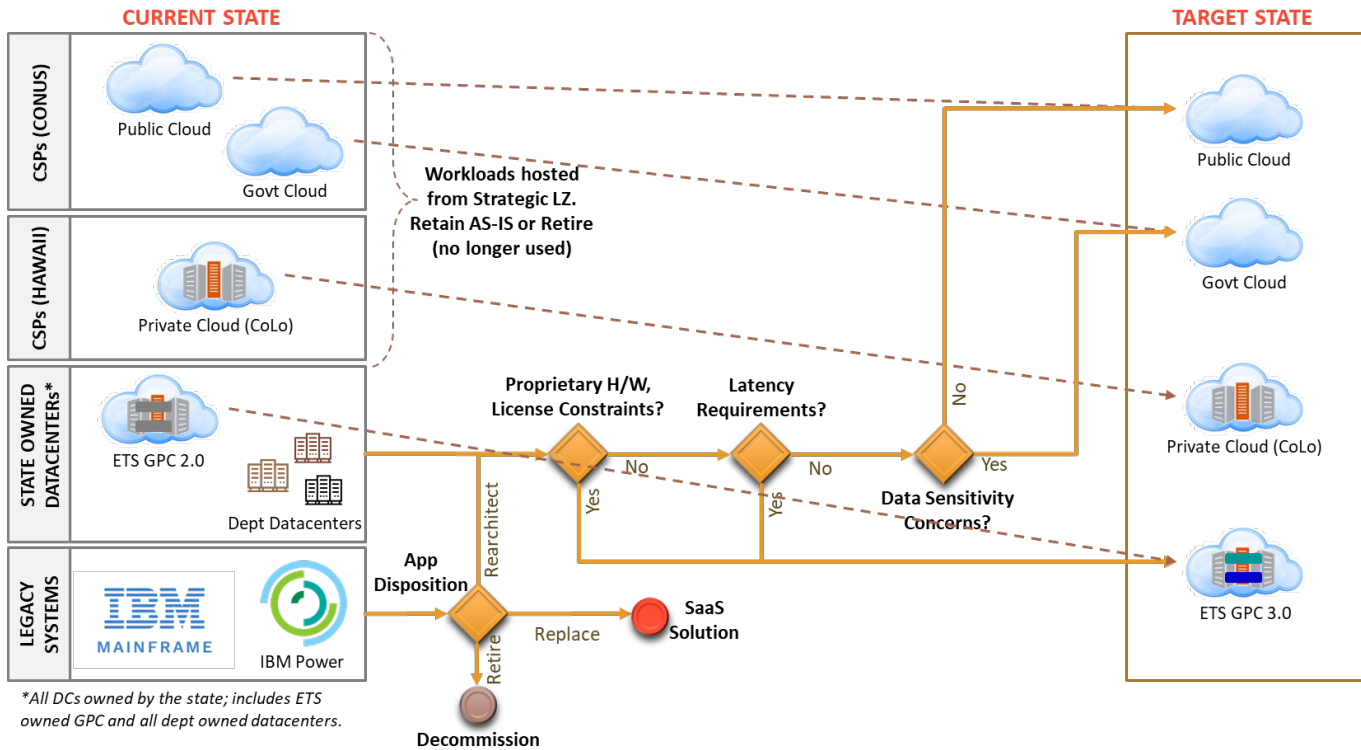 CURRENT STATE
TARGET STATE
CSPs (CONUS)
Public Cloud
Govt Cloud
CSPs (HAWAII)
Private Cloud (CoLo)
STATE OWNED
DATACENTERs*
ETS GPC 2.0
Dept Datacenters
LEGACY
SYSTEMS
IBM
MAINFRAME
IBM Power
*All DCs owned by the state; includes ETS
owned GPC and all dept owned datacenters.
Workloads hosted
from Strategic LZ.
Retain AS-IS or Retire
(no longer used)
App
Disposition
Rearchitect
Replace
SaaS
Solution
Retire
Decommission
Proprietary H/W,
License Constraints?
No
Yes
Latency
Requirements?
No
Yes
Data Sensitivity
Concerns?
No
Yes
Public Cloud
Govt Cloud
Private Cloud (CoLo)
ETS GPC 3.0